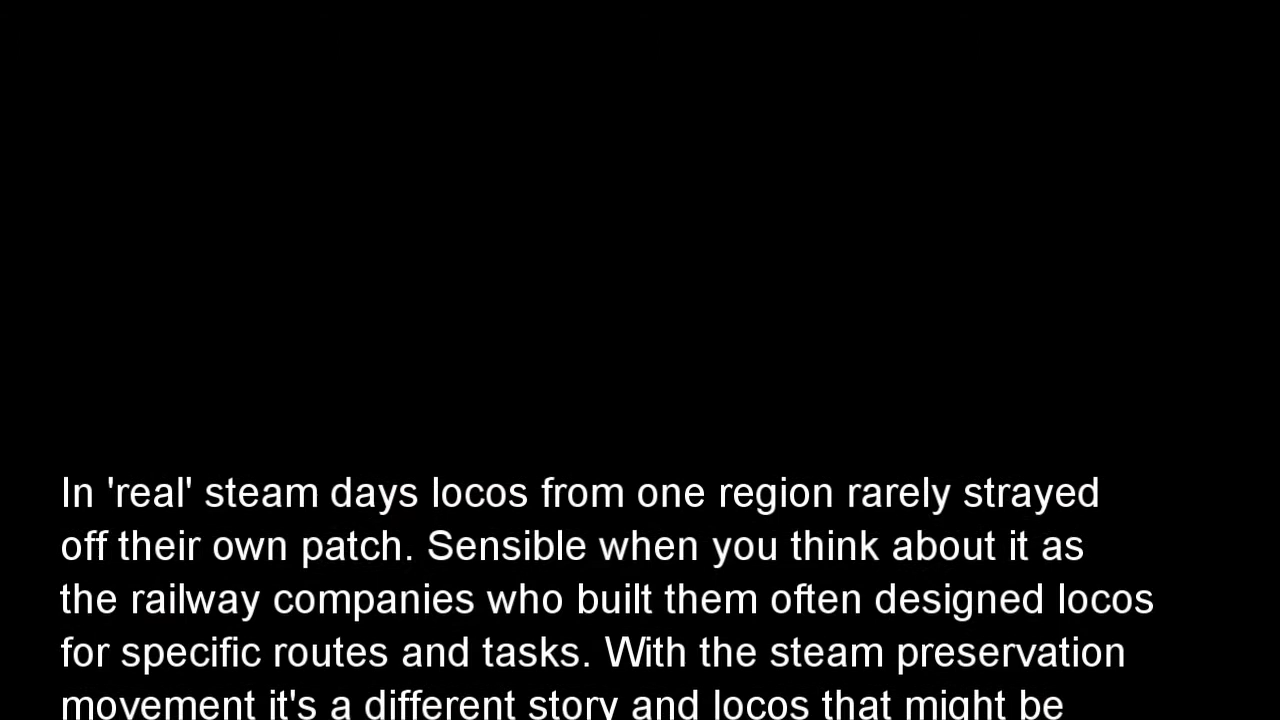 In 'real' steam days locos from one region rarely strayed
off their own patch. Sensible when you think about it as
the railway companies who built them often designed locos
for specific routes and tasks. With the steam preservation
movement it's a different story and locos that might be